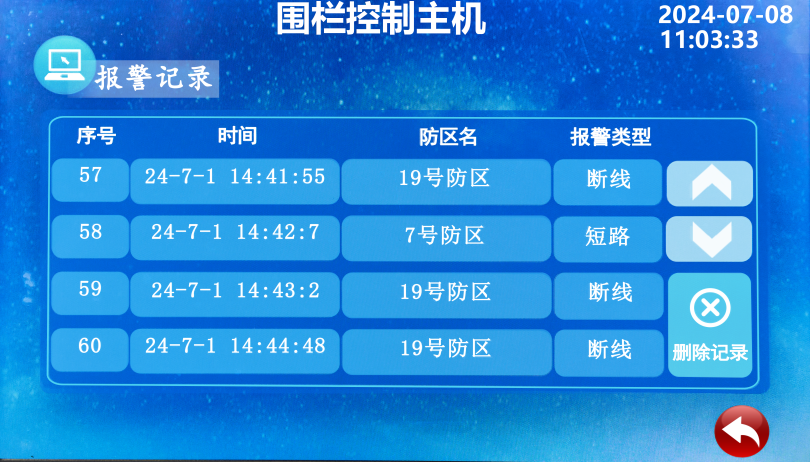 围栏控制主机
2024-07-08
11:03:33
报警记录
序号 时间 防区名 报警类型
57 24-7-1 14:41:55 19号防区 断线
58 24-7-1 14:42:7 7号防区 短路
59 24-7-1 14:43:2 19号防区 断线
60 24-7-1 14:44:48 19号防区 断线
删除记录